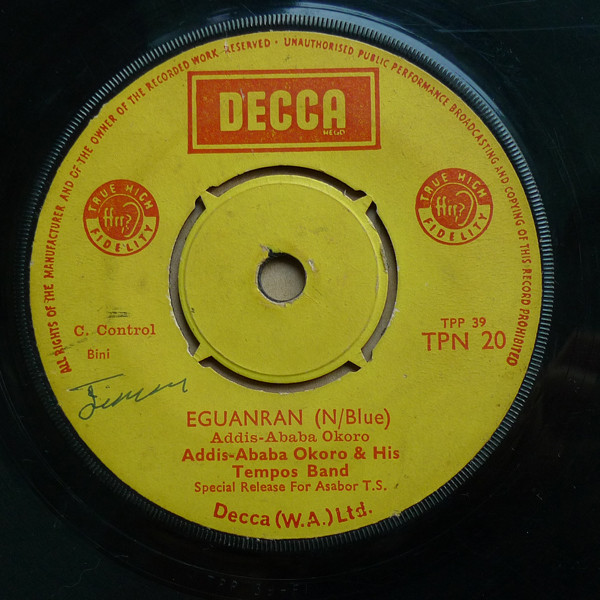 ALL RIGHTS OF THE MANUFACTURER AND OF THE OWNER OF THE RECORDED WORK RESERVED · UNAUTHORISED PUBLIC PERFORMANCE BROADCASTING AND COPYING OF THIS RECORD PROHIBITED
DECCA
REGD
TRUE HIGH
ffrr
FIDELITY
TRUE HIGH
ffrr
FIDELITY
C. Control
Bini
TPP 39
TPN 20
EGUANRAN (N/Blue)
Addis-Ababa Okoro
Addis-Ababa Okoro & His
Tempos Band
Special Release For Asabor T.S.
Decca (W.A.) Ltd.